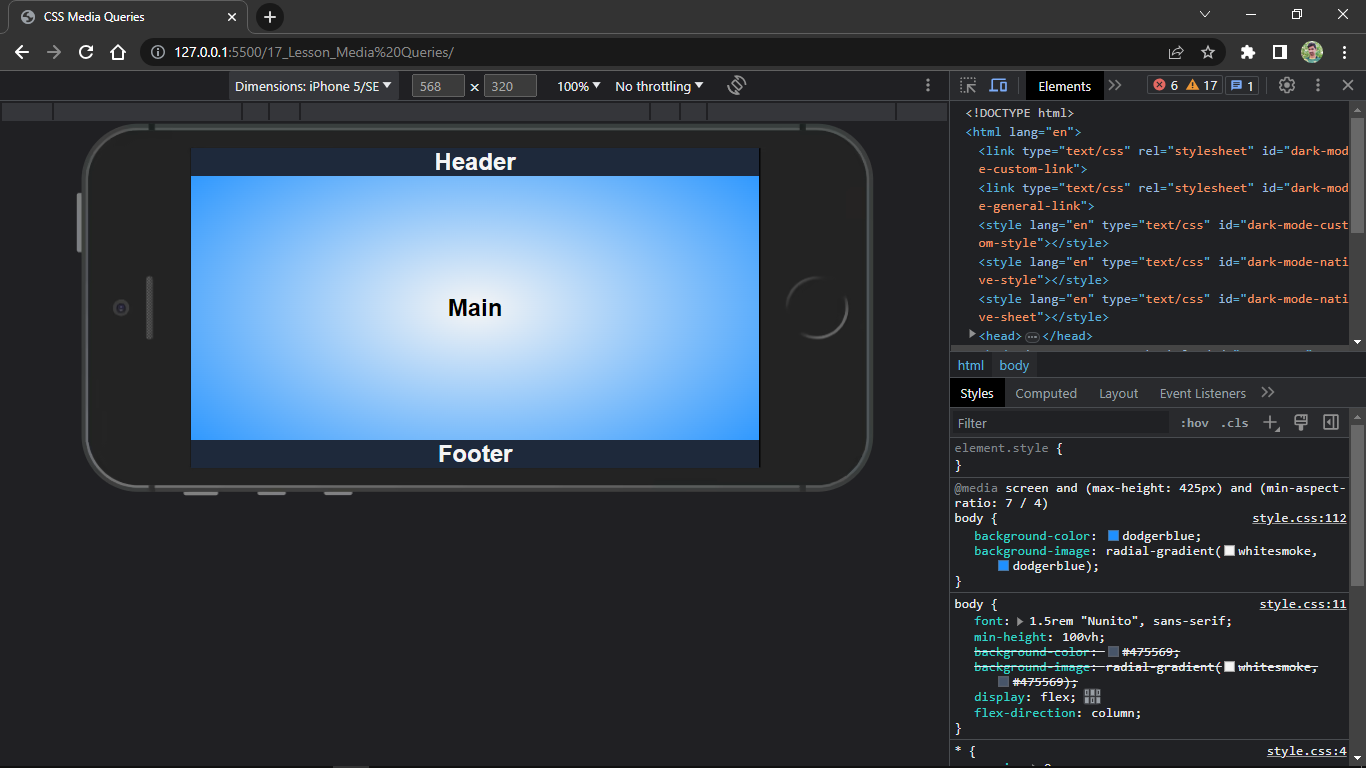 CSS Media Queries
127.0.0.1:5500/17_Lesson_Media%20Queries/
Dimensions: iPhone 5/SE 568 × 320 100% No throttling
Header
Main
Footer
Elements 6 17 1
<!DOCTYPE html>
<html lang="en">
<link type="text/css" rel="stylesheet" id="dark-mod
e-custom-link">
<link type="text/css" rel="stylesheet" id="dark-mod
e-general-link">
<style lang="en" type="text/css" id="dark-mode-cust
om-style"></style>
<style lang="en" type="text/css" id="dark-mode-nati
ve-style"></style>
<style lang="en" type="text/css" id="dark-mode-nati
ve-sheet"></style>
<head> … </head>
html body
Styles Computed Layout Event Listeners
Filter :hov .cls
element.style {
}
@media screen and (max-height: 425px) and (min-aspect-
ratio: 7 / 4)
body { style.css:112
background-color: dodgerblue;
background-image: radial-gradient( whitesmoke,
dodgerblue);
}
body { style.css:11
font: 1.5rem "Nunito", sans-serif;
min-height: 100vh;
background-color: #475569;
background-image: radial-gradient( whitesmoke,
#475569);
display: flex;
flex-direction: column;
}
* { style.css:4